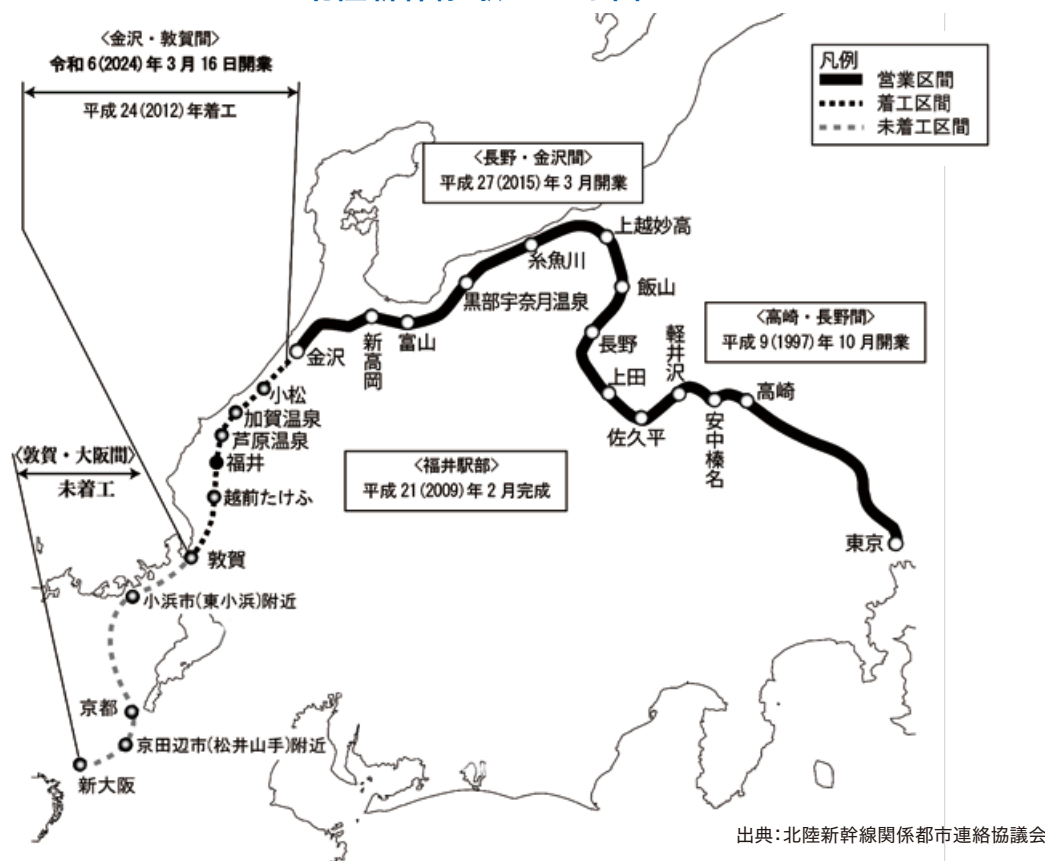 〈金沢・敦賀間〉
令和6(2024)年3月16日開業
平成24(2012)年着工
凡例
営業区間
着工区間
未着工区間
〈長野・金沢間〉
平成27(2015)年3月開業
上越妙高
糸魚川
飯山
黒部宇奈月温泉
〈高崎・長野間〉
平成9(1997)年10月開業
長野
軽井沢
富山
新高岡
金沢
上田
高崎
小松
佐久平
安中榛名
加賀温泉
芦原温泉
〈敦賀・大阪間〉
未着工
福井
〈福井駅部〉
平成21(2009)年2月完成
越前たけふ
東京
敦賀
小浜市(東小浜)附近
京都
京田辺市(松井山手)附近
新大阪
出典:北陸新幹線関係都市連絡協議会